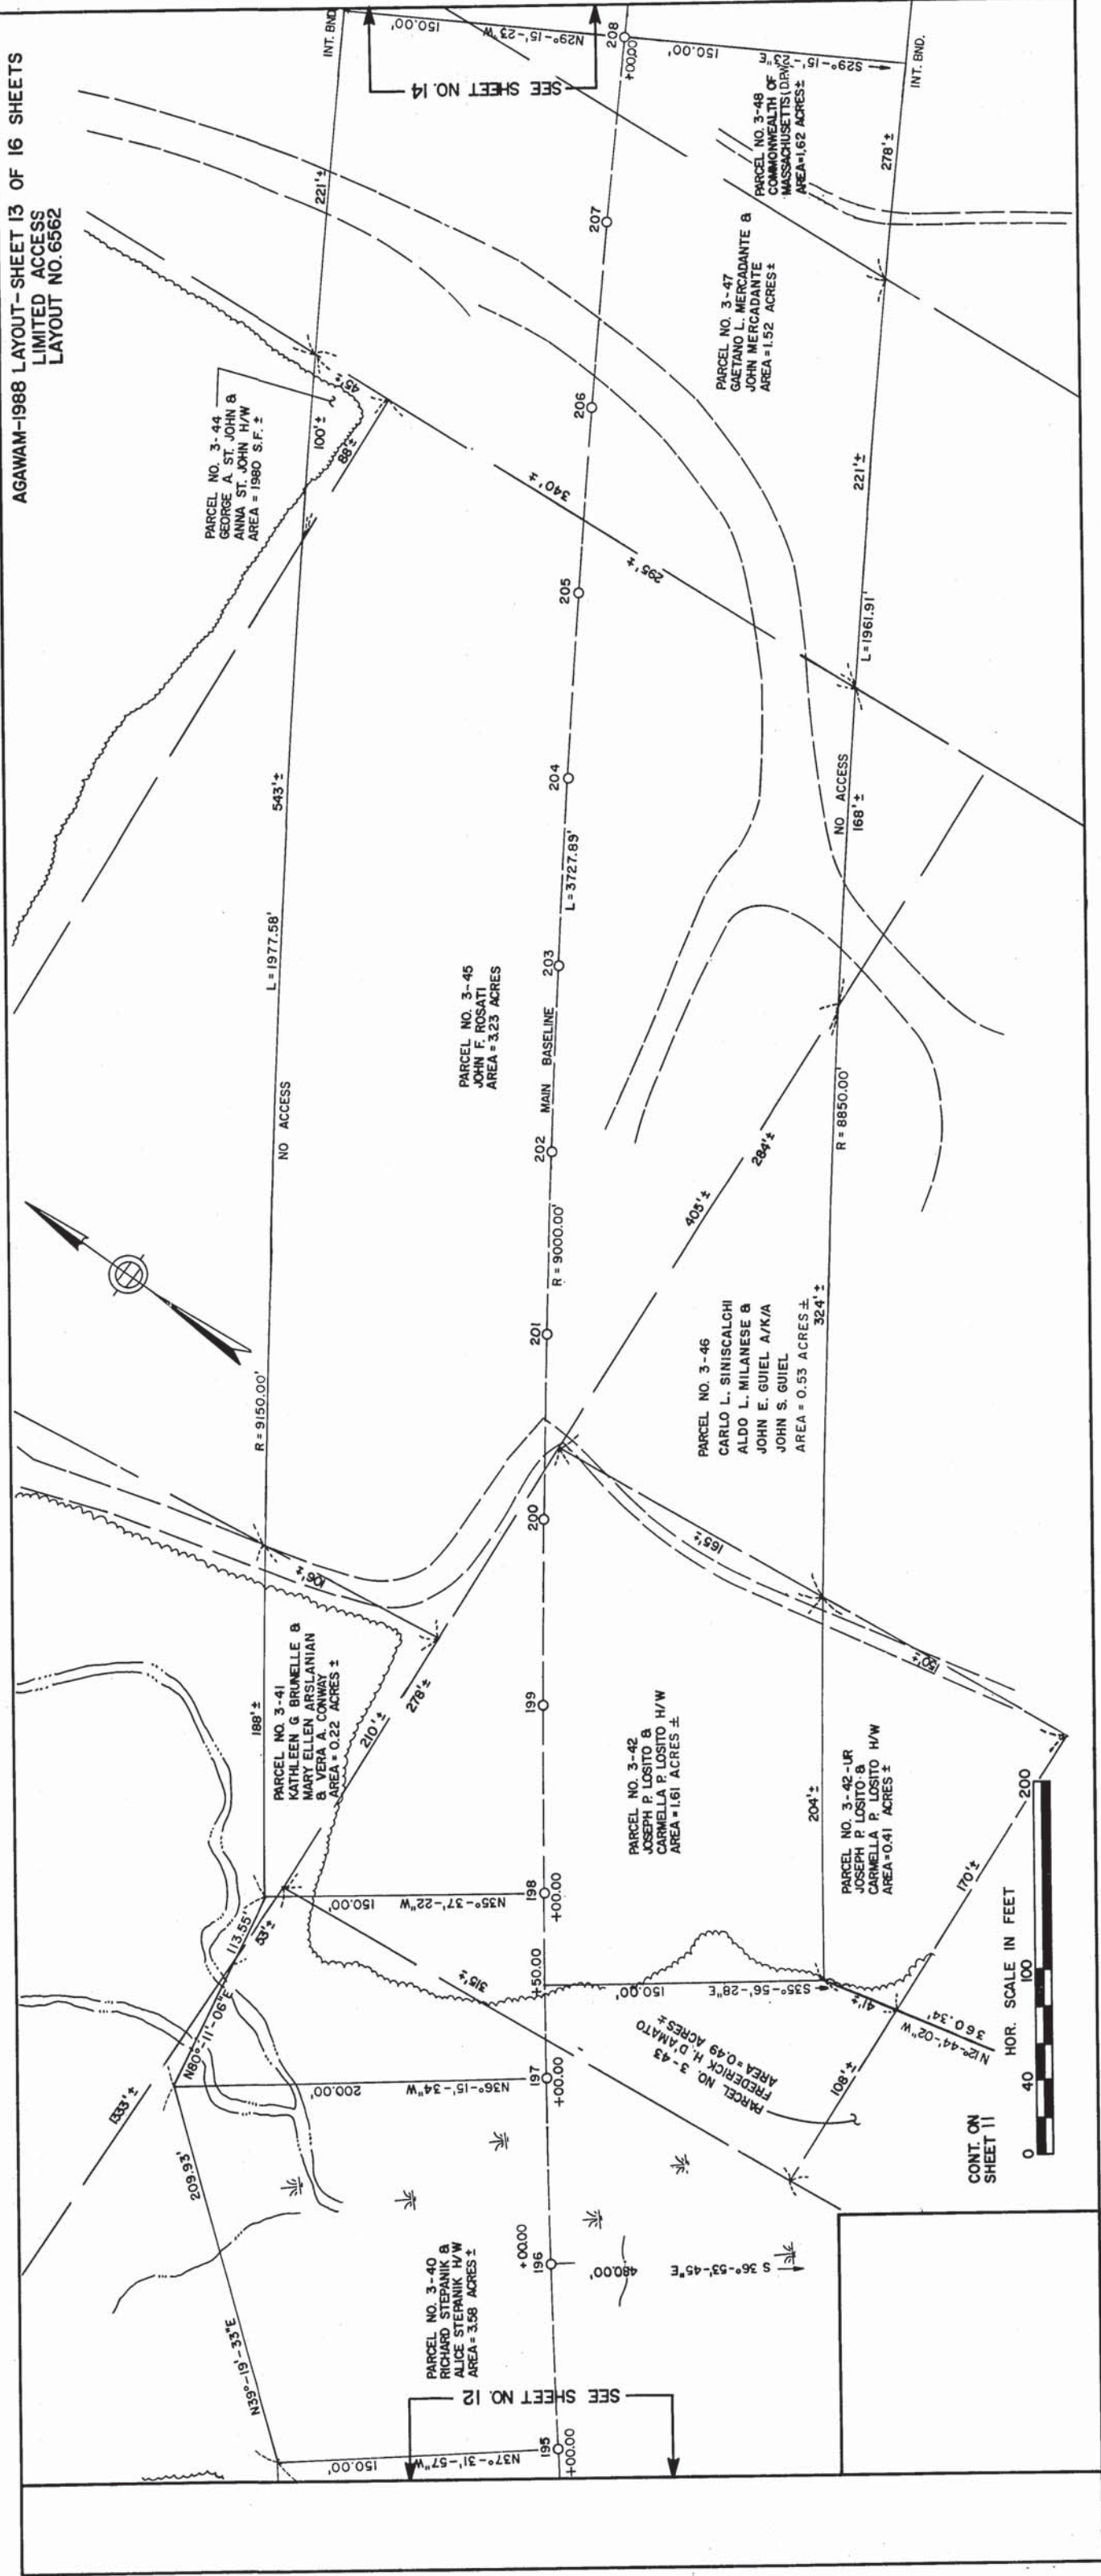 AGAWAM-1988 LAYOUT-SHEET 13 OF 16 SHEETS
LIMITED ACCESS
LAYOUT NO. 6562
SEE SHEET NO. 12
195
+00.00
N37°-31'-57"W
150.00'
N39°-19'-33"E
209.93'
1333'±
PARCEL NO. 3-40
RICHARD STEPANIK &
ALICE STEPANIK H/W
AREA = 3.58 ACRES ±
+00.00
196
480.00'
S 36°-53'-45"E
197
+00.00
N36°-15'-34"W
200.00'
N80°-11'-06"E
113.55'
53'±
+50.00
150.00'
S35°-56'-28"E
315'±
PARCEL NO. 3-43
FREDERICK H. D'AMATO
AREA = 0.49 ACRES ±
108'±
41'±
N12°-44'-02"W
360.34'
198
+00.00
N35°-37'-22"W
150.00'
188'±
PARCEL NO. 3-41
KATHLEEN G. BRUNELLE &
MARY ELLEN ARSLANIAN
& VERA A. CONWAY
AREA = 0.22 ACRES ±
210'±
278'±
106'±
PARCEL NO. 3-42
JOSEPH P. LOSITO &
CARMELLA P. LOSITO H/W
AREA = 1.61 ACRES ±
204'±
PARCEL NO. 3-42-UR
JOSEPH P. LOSITO &
CARMELLA P. LOSITO H/W
AREA = 0.41 ACRES ±
170'±
50'±
165'±
199
200
201
R = 9150.00'
NO ACCESS
L = 1977.58'
543'±
R = 9000.00'
202
MAIN BASELINE
203
L = 3727.89'
204
205
206
207
208
+00.00
PARCEL NO. 3-45
JOHN F. ROSATI
AREA = 3.23 ACRES
PARCEL NO. 3-46
CARLO L. SINISCALCHI
ALDO L. MILANESE &
JOHN E. GUIEL A/K/A
JOHN S. GUIEL
AREA = 0.53 ACRES ±
324'±
405'±
284'±
R = 8850.00'
NO ACCESS
168'±
L = 1961.91'
221'±
295'±
340'±
PARCEL NO. 3-44
GEORGE A. ST. JOHN &
ANNA ST. JOHN H/W
AREA = 1980 S.F. ±
100'±
88'±
45'±
221'±
INT. BND.
PARCEL NO. 3-47
GAETANO L. MERCADANTE &
JOHN MERCADANTE
AREA = 1.52 ACRES ±
PARCEL NO. 3-48
COMMONWEALTH OF
MASSACHUSETTS (D.P.W.)
AREA = 1.62 ACRES ±
278'±
INT. BND.
150.00'
N29°-15'-23"W
150.00'
S29°-15'-23"E
SEE SHEET NO. 14
CONT. ON
SHEET 11
0 40 100 200
HOR. SCALE IN FEET